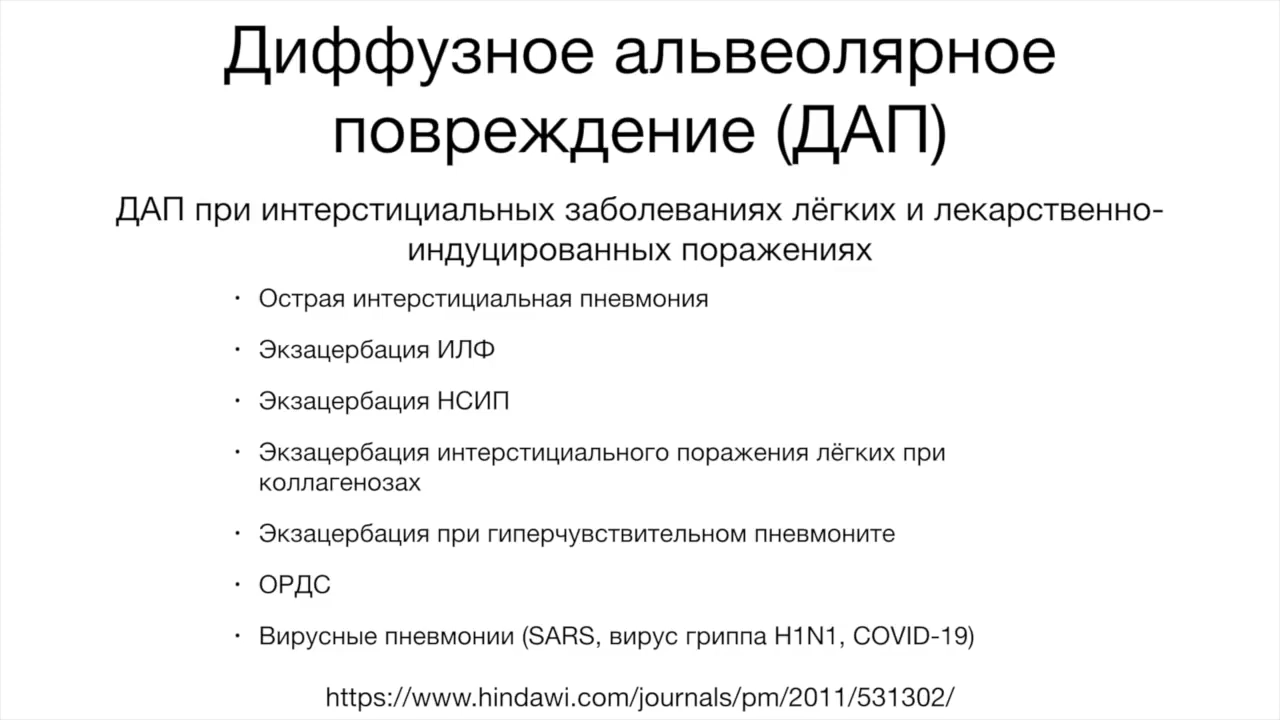 Диффузное альвеолярное
повреждение (ДАП)
ДАП при интерстициальных заболеваниях лёгких и лекарственно-
индуцированных поражениях
• Острая интерстициальная пневмония
• Экзацербация ИЛФ
• Экзацербация НСИП
• Экзацербация интерстициального поражения лёгких при
коллагенозах
• Экзацербация при гиперчувствительном пневмоните
• ОРДС
• Вирусные пневмонии (SARS, вирус гриппа H1N1, COVID-19)
https://www.hindawi.com/journals/pm/2011/531302/